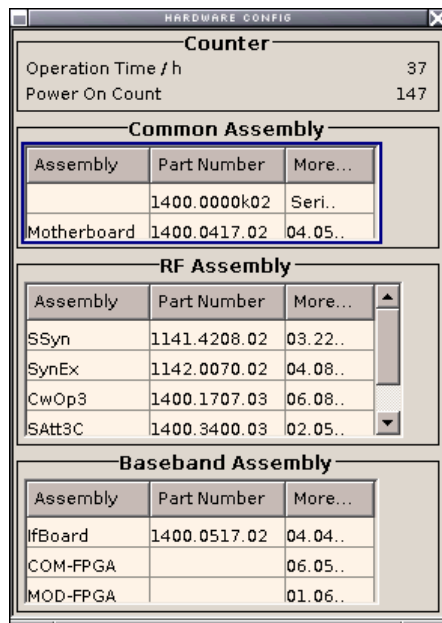 HARDWARE CONFIG
Counter
Operation Time / h 37
Power On Count 147
Common Assembly
Assembly Part Number More...
1400.0000k02 Seri..
Motherboard 1400.0417.02 04.05..
RF Assembly
Assembly Part Number More...
SSyn 1141.4208.02 03.22..
SynEx 1142.0070.02 04.08..
CwOp3 1400.1707.03 06.08..
SAtt3C 1400.3400.03 02.05..
Baseband Assembly
Assembly Part Number More...
IfBoard 1400.0517.02 04.04..
COM-FPGA 06.05..
MOD-FPGA 01.06..